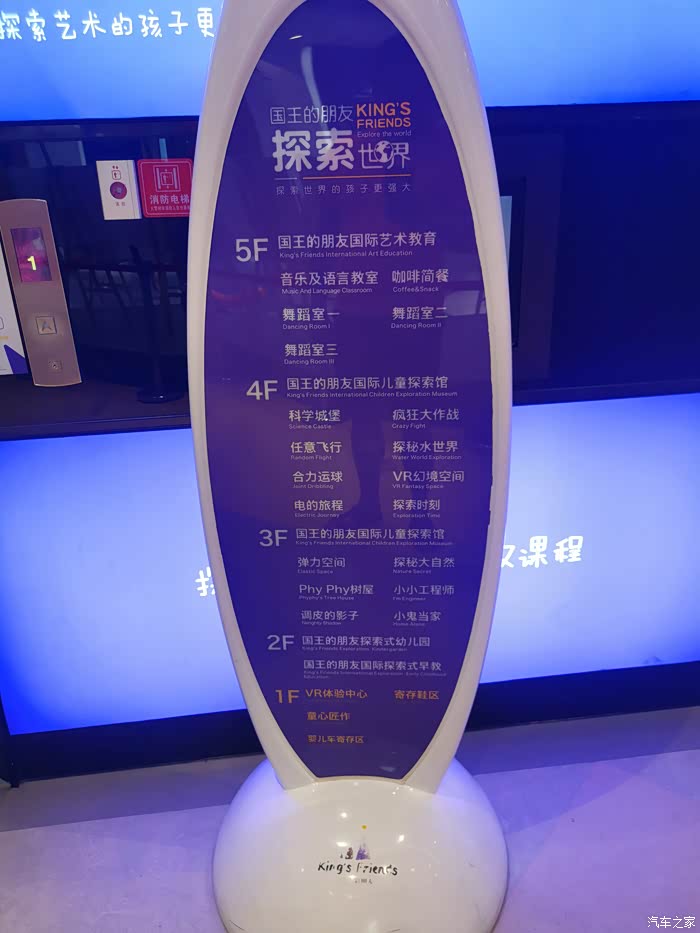 探索艺术的孩子更
消防电梯
1
国王的朋友 KING'S FRIENDS
Explore the world
探索世界
探索世界的孩子更强大
5F 国王的朋友国际艺术教育
King's Friends International Art Education
音乐及语言教室 咖啡简餐
Music And Language Classroom Coffee&Snack
舞蹈室一 舞蹈室二
Dancing Room I Dancing Room II
舞蹈室三
Dancing Room III
4F 国王的朋友国际儿童探索馆
King's Friends International Children Exploration Museum
科学城堡 疯狂大作战
Science Castle Crazy Fight
任意飞行 探秘水世界
Random Flight Water World Exploration
合力运球 VR幻境空间
Joint Dribbling VR Fantasy Space
电的旅程 探索时刻
Electric Journey Exploration Time
3F 国王的朋友国际儿童探索馆
King's Friends International Children Exploration Museum
弹力空间 探秘大自然
Nature Secret
Phy Phy树屋 小小工程师
Phyphy's Tree House I'm Engineer
调皮的影子 小鬼当家
Home Alone
2F 国王的朋友探索式幼儿园
King's Friends Exploration Kindergarten
国王的朋友国际探索式早教
King's Friends International Exploration Early Childhood Education
1F VR体验中心 寄存鞋区
童心匠作
婴儿车寄存区
课程
King's Friends
汽车之家